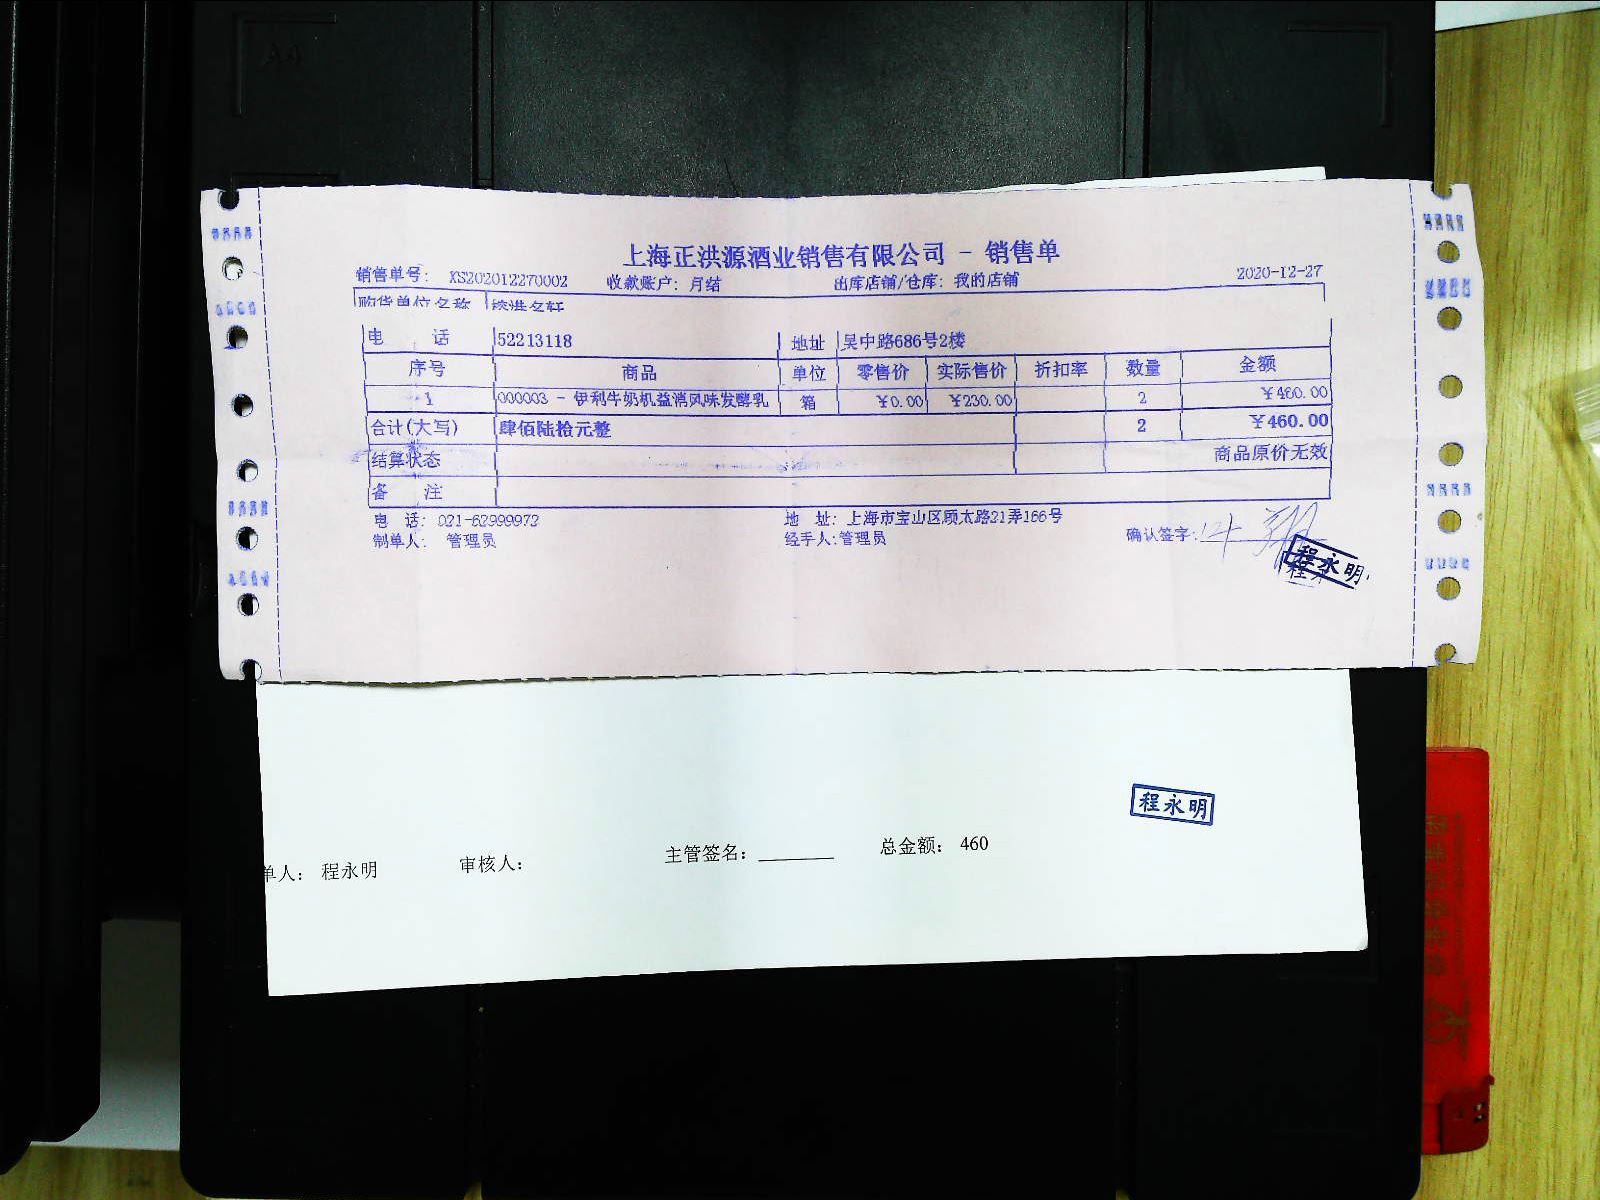 A4
上海正洪源酒业销售有限公司 - 销售单
销售单号: XS202012270002 收款账户: 月结 出库店铺/仓库: 我的店铺 2020-12-27
购货单位名称
电 话 52213118 地址 吴中路686号2楼
序号 商品 单位 零售价 实际售价 折扣率 数量 金额
1 000003 - 伊利牛奶机益消风味发酵乳 箱 ¥0.00 ¥230.00 2 ¥460.00
合计(大写) 肆佰陆拾元整 2 ¥460.00
结算状态 商品原价无效
备 注
电 话: 021-62999972 地 址: 上海市宝山区顾太路21弄166号
制单人: 管理员 经手人:管理员 确认签字:
程永明
程永明
单人: 程永明 审核人: 主管签名: 总金额: 460